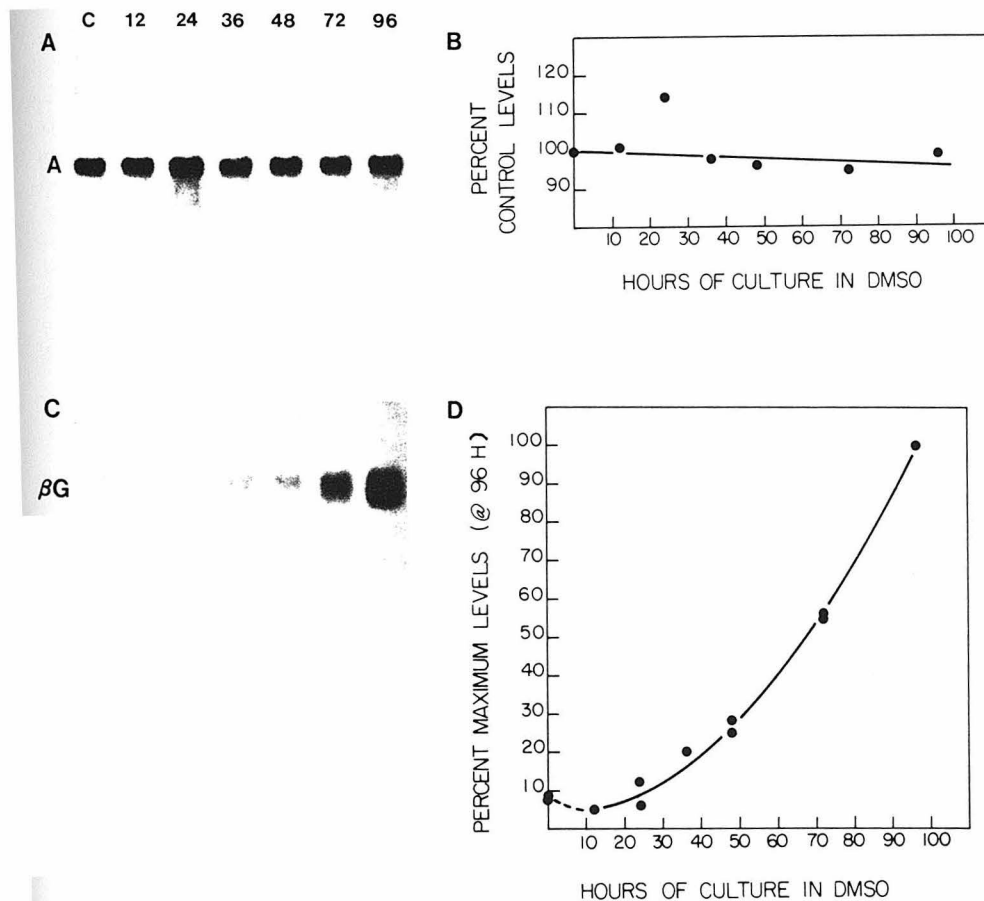 C 12 24 36 48 72 96
A
A
B
PERCENT
CONTROL LEVELS
120
110
100
90
10 20 30 40 50 60 70 80 90 100
HOURS OF CULTURE IN DMSO
C
βG
D
PERCENT MAXIMUM LEVELS (@ 96 H)
100
90
80
70
60
50
40
30
20
10
10 20 30 40 50 60 70 80 90 100
HOURS OF CULTURE IN DMSO